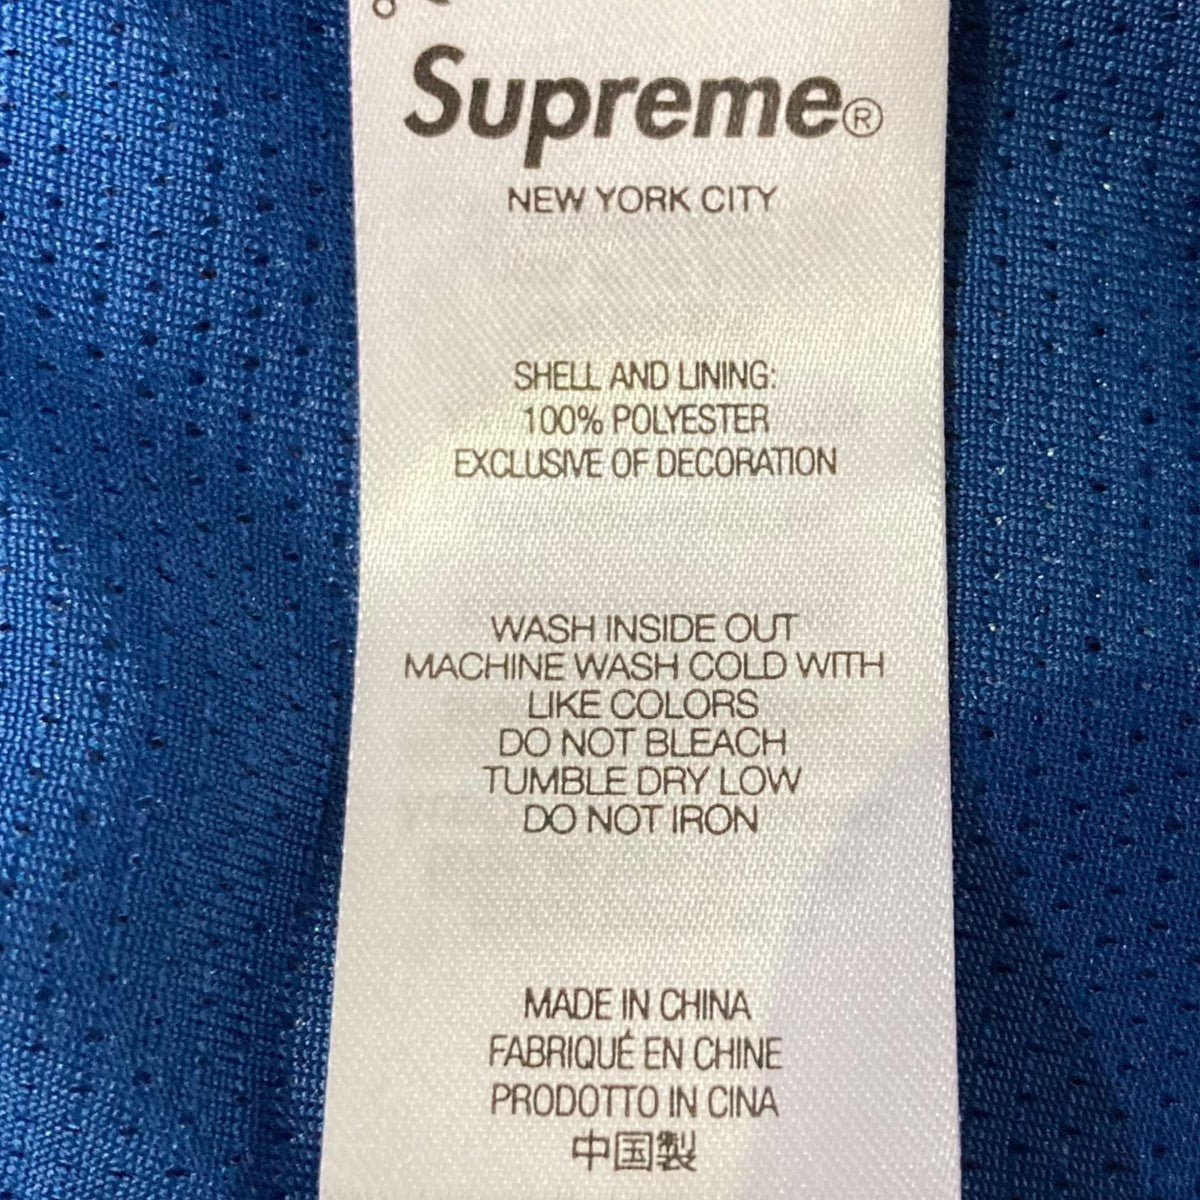 Supreme®
NEW YORK CITY
SHELL AND LINING:
100% POLYESTER
EXCLUSIVE OF DECORATION
WASH INSIDE OUT
MACHINE WASH COLD WITH
LIKE COLORS
DO NOT BLEACH
TUMBLE DRY LOW
DO NOT IRON
MADE IN CHINA
FABRIQUÉ EN CHINE
PRODOTTO IN CINA
中国製